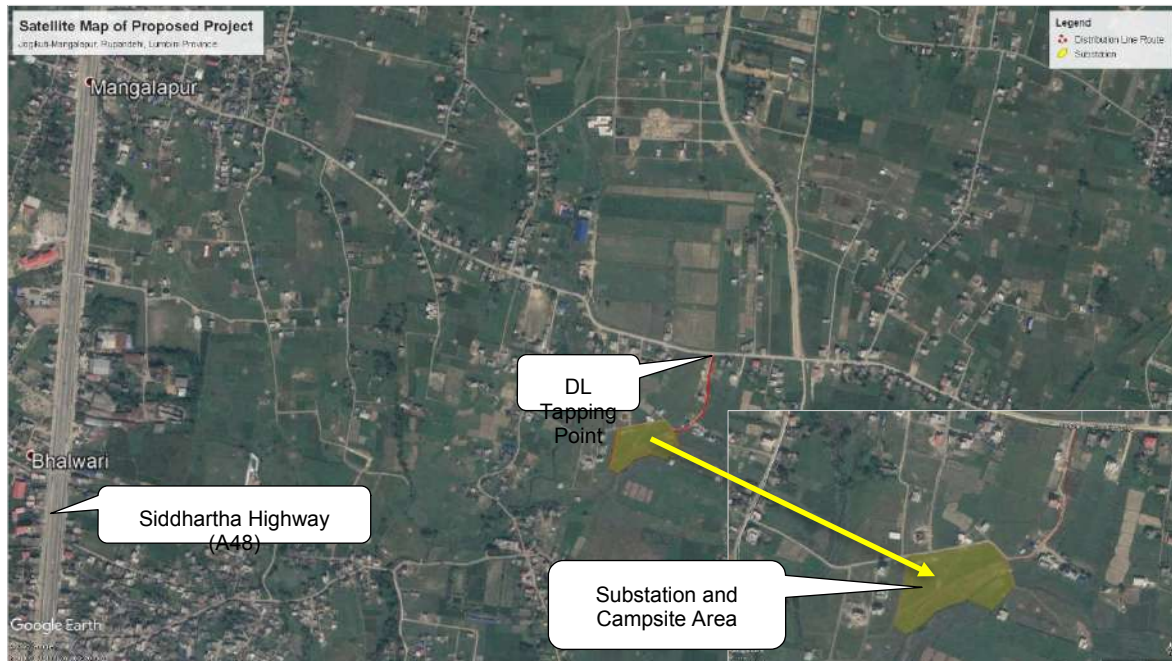 Satellite Map of Proposed Project
Jogikuti-Mangalapur, Rupandehi, Lumbini Province
Legend
Distribution Line Route
Substation
Mangalapur
DL
Tapping
Point
Bhalwari
Siddhartha Highway
(A48)
Substation and
Campsite Area
Google Earth